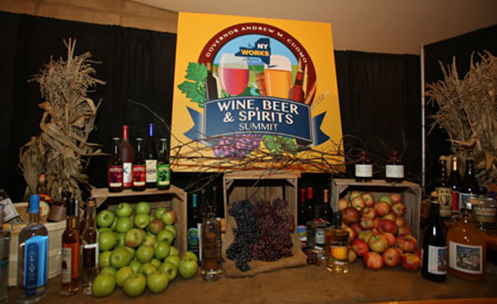 GOVERNOR ANDREW M. CUOMO
NY
WORKS
WINE, BEER
& SPIRITS
SUMMIT